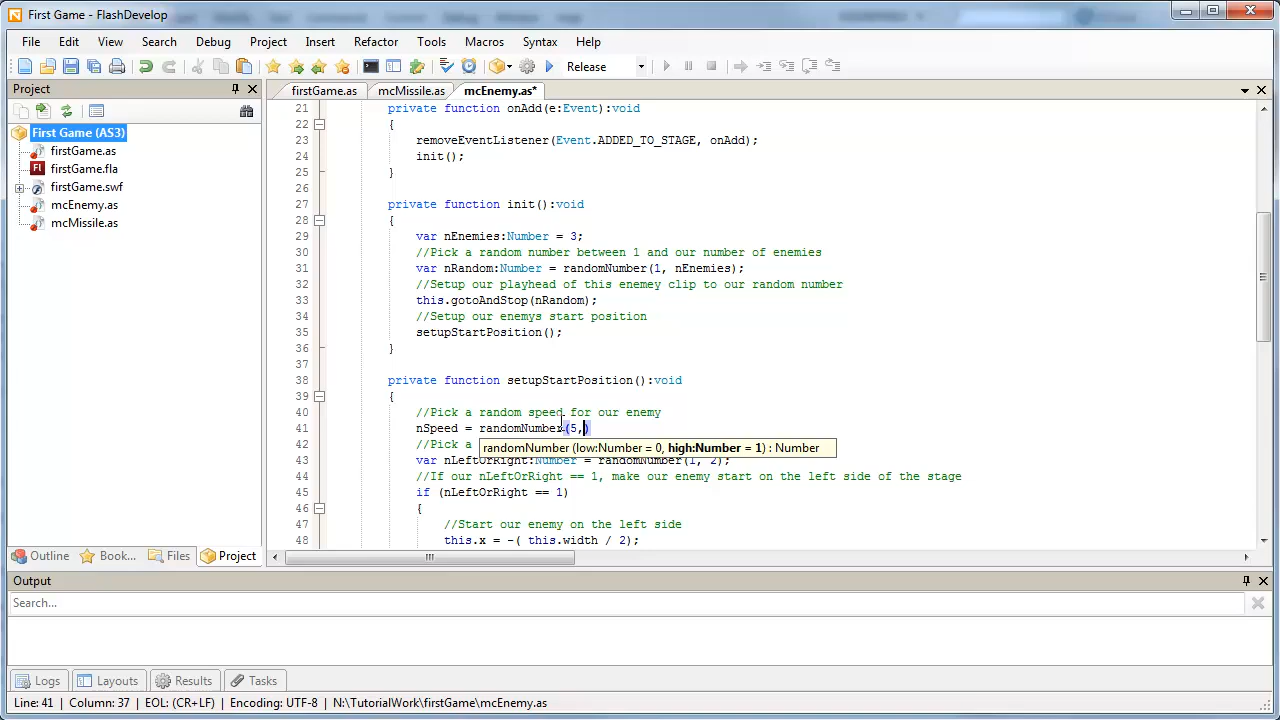 First Game - FlashDevelop
File Edit View Search Debug Project Insert Refactor Tools Macros Syntax Help
Release
Project
firstGame.as mcMissile.as mcEnemy.as*
First Game (AS3)
firstGame.as
firstGame.fla
firstGame.swf
mcEnemy.as
mcMissile.as
21 private function onAdd(e:Event):void
22 {
23 removeEventListener(Event.ADDED_TO_STAGE, onAdd);
24 init();
25 }
26
27 private function init():void
28 {
29 var nEnemies:Number = 3;
30 //Pick a random number between 1 and our number of enemies
31 var nRandom:Number = randomNumber(1, nEnemies);
32 //Setup our playhead of this enemey clip to our random number
33 this.gotoAndStop(nRandom);
34 //Setup our enemys start position
35 setupStartPosition();
36 }
37
38 private function setupStartPosition():void
39 {
40 //Pick a random speed for our enemy
41 nSpeed = randomNumber(5,)
42 //Pick a
randomNumber (low:Number = 0, high:Number = 1) : Number
43 var nLeftOrRight:Number = randomNumber(1, 2);
44 //If our nLeftOrRight == 1, make our enemy start on the left side of the stage
45 if (nLeftOrRight == 1)
46 {
47 //Start our enemy on the left side
48 this.x = -( this.width / 2);
Outline Book... Files Project
Output
Search...
Logs Layouts Results Tasks
Line: 41 | Column: 37 | EOL: (CR+LF) | Encoding: UTF-8 | N:\TutorialWork\firstGame\mcEnemy.as